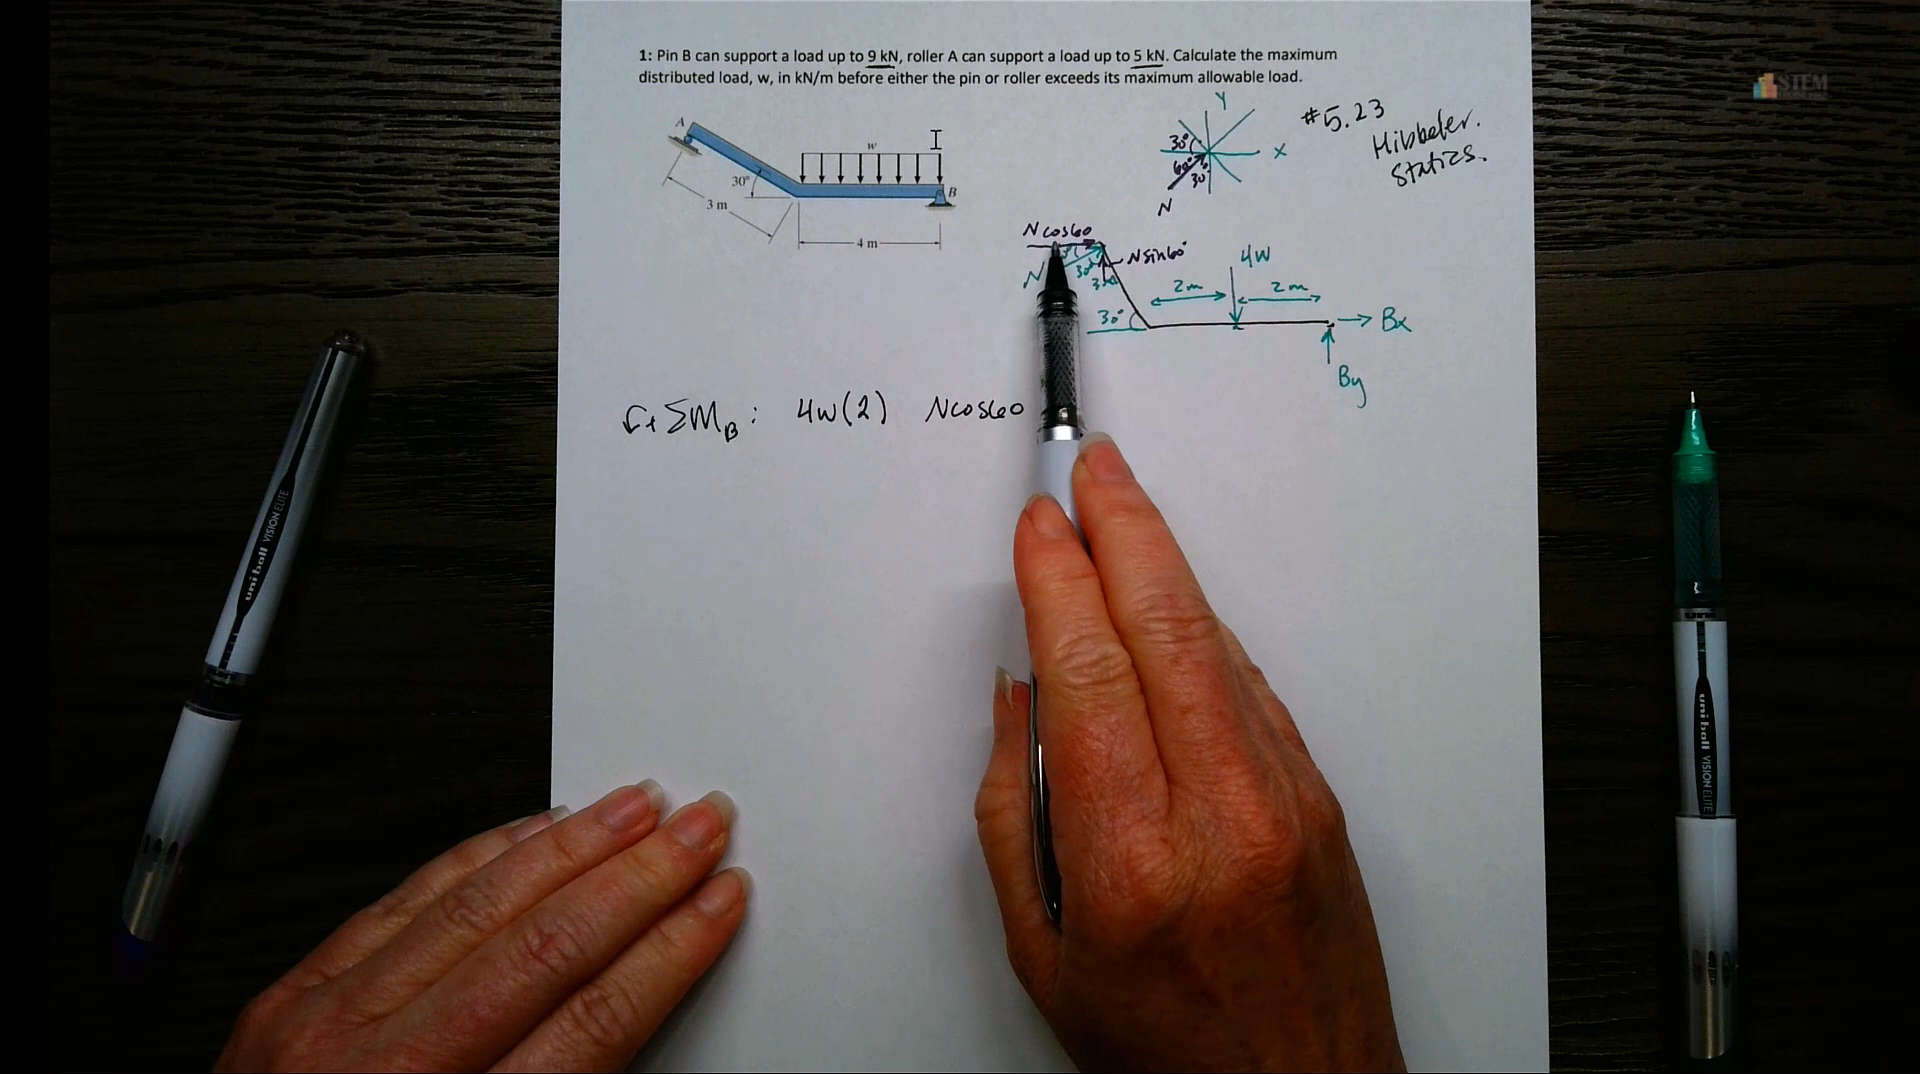 1: Pin B can support a load up to 9 kN, roller A can support a load up to 5 kN. Calculate the maximum
distributed load, w, in kN/m before either the pin or roller exceeds its maximum allowable load.
STEM
#5.23
Hibbeler.
Statics.
Y
X
30°
60°
30°
N
A
w
30°
3 m
4 m
B
N cos60
N sin60°
N
30°
30°
4w
2m
2m
Bx
By
+ΣM_B: 4w(2) Ncos60
uni-ball VISION ELITE
uni-ball VISION ELITE